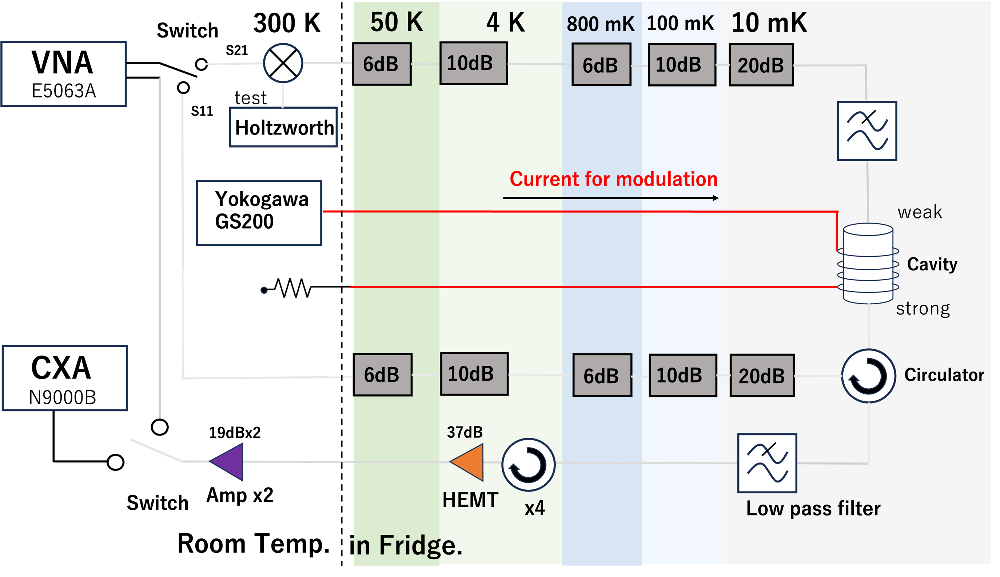 300 K
50 K
4 K
800 mK
100 mK
10 mK
Switch
VNA
E5063A
S21
S11
test
Holtzworth
6dB
10dB
6dB
10dB
20dB
Current for modulation
Yokogawa
GS200
weak
Cavity
strong
CXA
N9000B
6dB
10dB
6dB
10dB
20dB
Circulator
19dBx2
37dB
Amp x2
HEMT
x4
Switch
Low pass filter
Room Temp.
in Fridge.